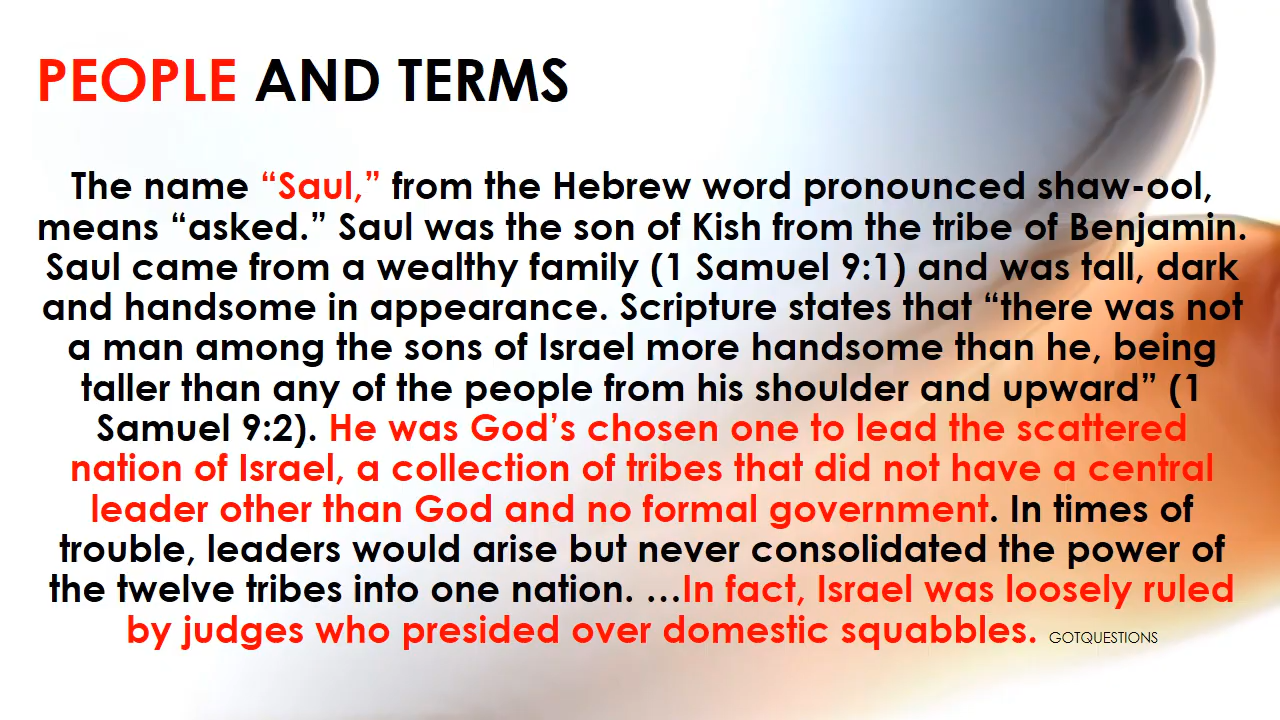 PEOPLE AND TERMS
The name “Saul,” from the Hebrew word pronounced shaw-ool,
means “asked.” Saul was the son of Kish from the tribe of Benjamin.
Saul came from a wealthy family (1 Samuel 9:1) and was tall, dark
and handsome in appearance. Scripture states that “there was not
a man among the sons of Israel more handsome than he, being
taller than any of the people from his shoulder and upward” (1
Samuel 9:2). He was God’s chosen one to lead the scattered
nation of Israel, a collection of tribes that did not have a central
leader other than God and no formal government. In times of
trouble, leaders would arise but never consolidated the power of
the twelve tribes into one nation. …In fact, Israel was loosely ruled
by judges who presided over domestic squabbles. GOTQUESTIONS